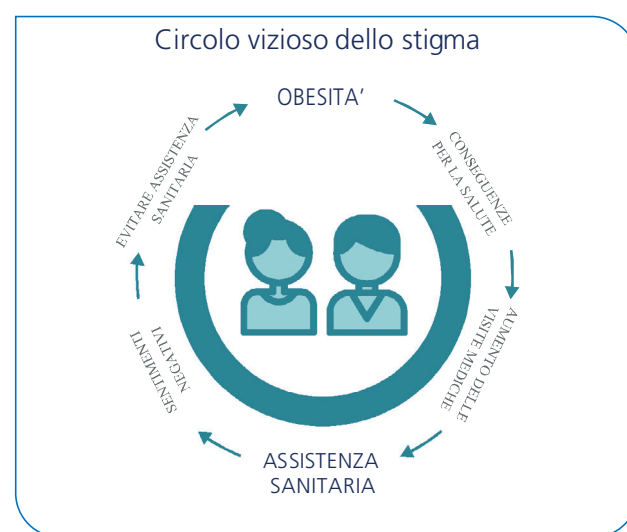 Circolo vizioso dello stigma
OBESITA’
CONSEGUENZE
PER LA SALUTE
AUMENTO DELLE
VISITE MEDICHE
ASSISTENZA
SANITARIA
SENTIMENTI
NEGATIVI
EVITARE ASSISTENZA
SANITARIA